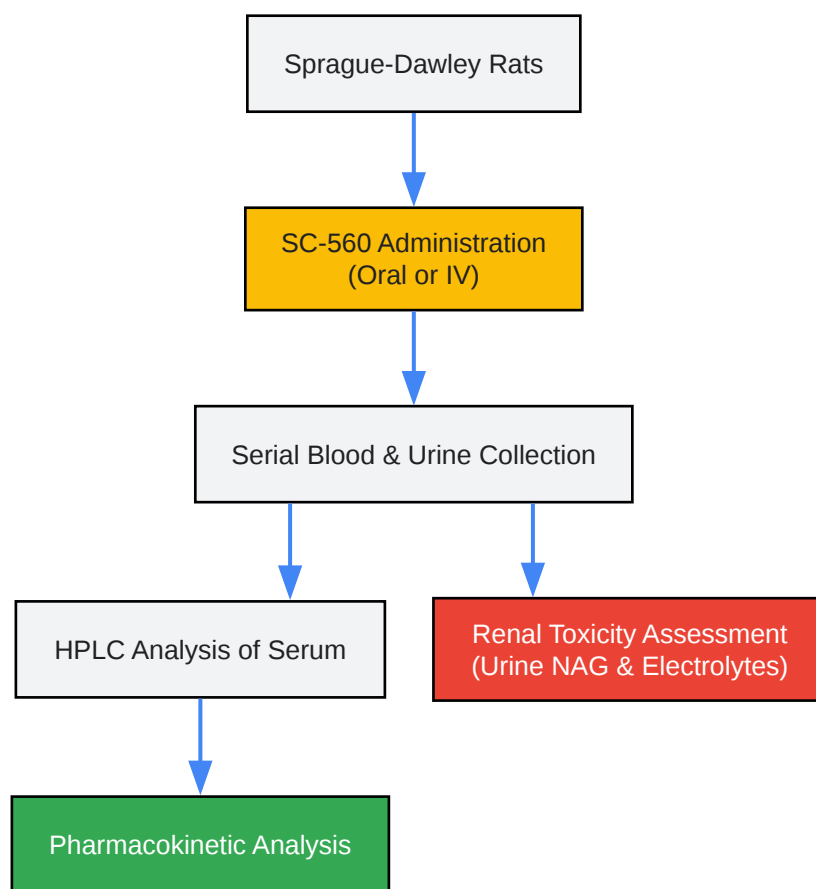 Sprague-Dawley Rats
SC-560 Administration
(Oral or IV)
Serial Blood & Urine Collection
HPLC Analysis of Serum
Renal Toxicity Assessment
(Urine NAG & Electrolytes)
Pharmacokinetic Analysis